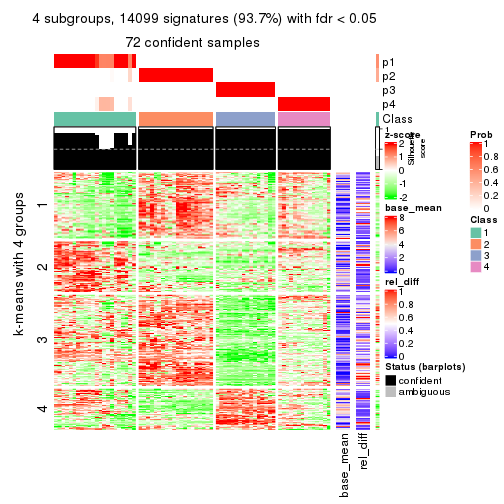 4 subgroups, 14099 signatures (93.7%) with fdr < 0.05
72 confident samples
p1
p2
p3
p4
Class
1
Silhouette
score
k-means with 4 groups
1
2
3
4
base_mean
rel_diff
z-score
2
1
0
-1
-2
base_mean
8
6
4
2
0
rel_diff
1
0.8
0.6
0.4
0.2
0
Status (barplots)
confident
ambiguous
Prob
1
0.8
0.6
0.4
0.2
0
Class
1
2
3
4